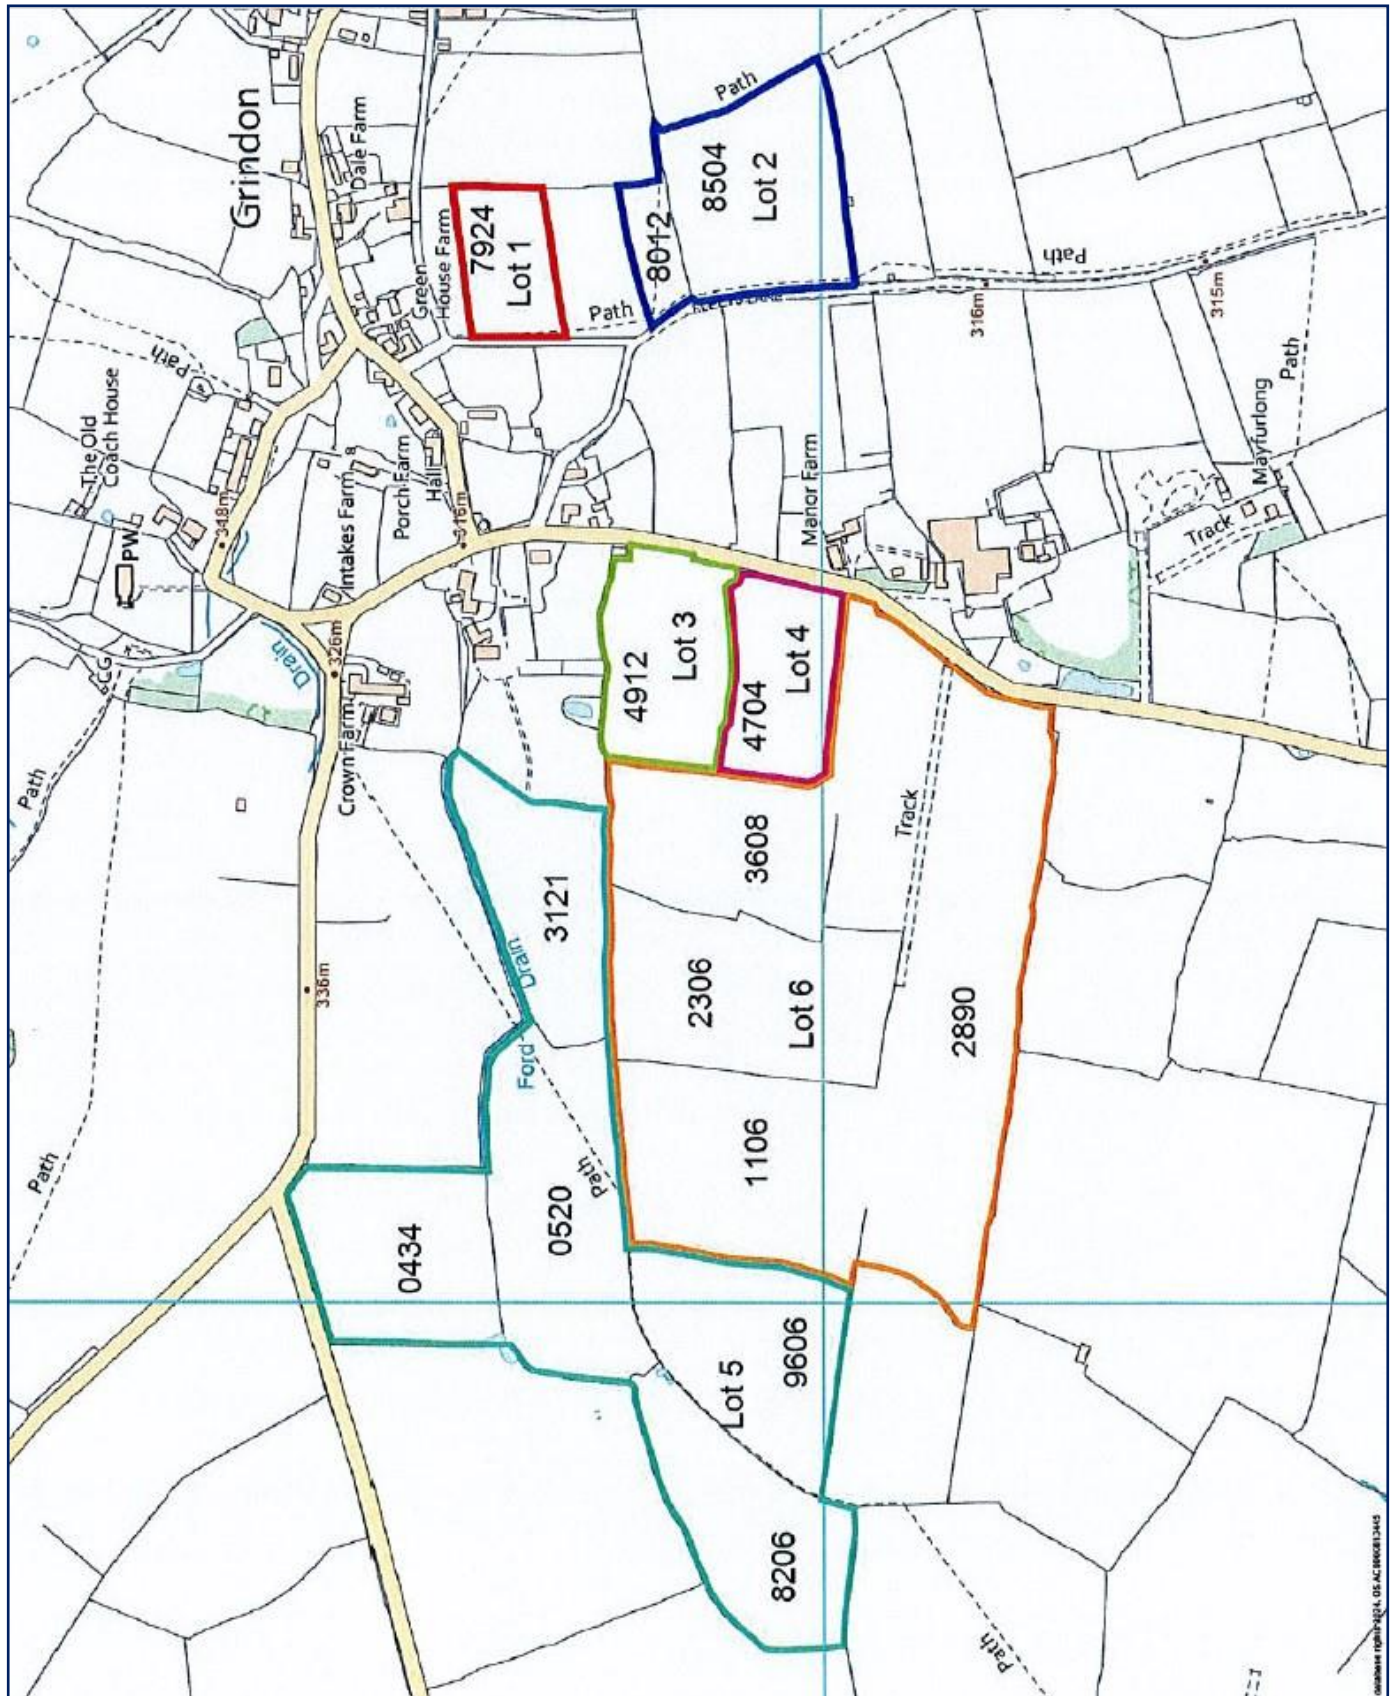 Grindon
Dale Farm
Green
House Farm
7924
Lot 1
Path
8504
Lot 2
8012
Path
Path
316m
315m
Path
Mayfurlong
Track
Manor Farm
The Old
Coach House
Path
PW
348m
Intakes Farm
Porch Farm
Hall
316m
CG
Drain
326m
Crown Farm
4912
Lot 3
4704
Lot 4
Path
336m
3121
Drain
Ford
3608
Track
2306
Lot 6
2890
1106
Path
0520
Path
0434
Lot 5
9606
8206
Path